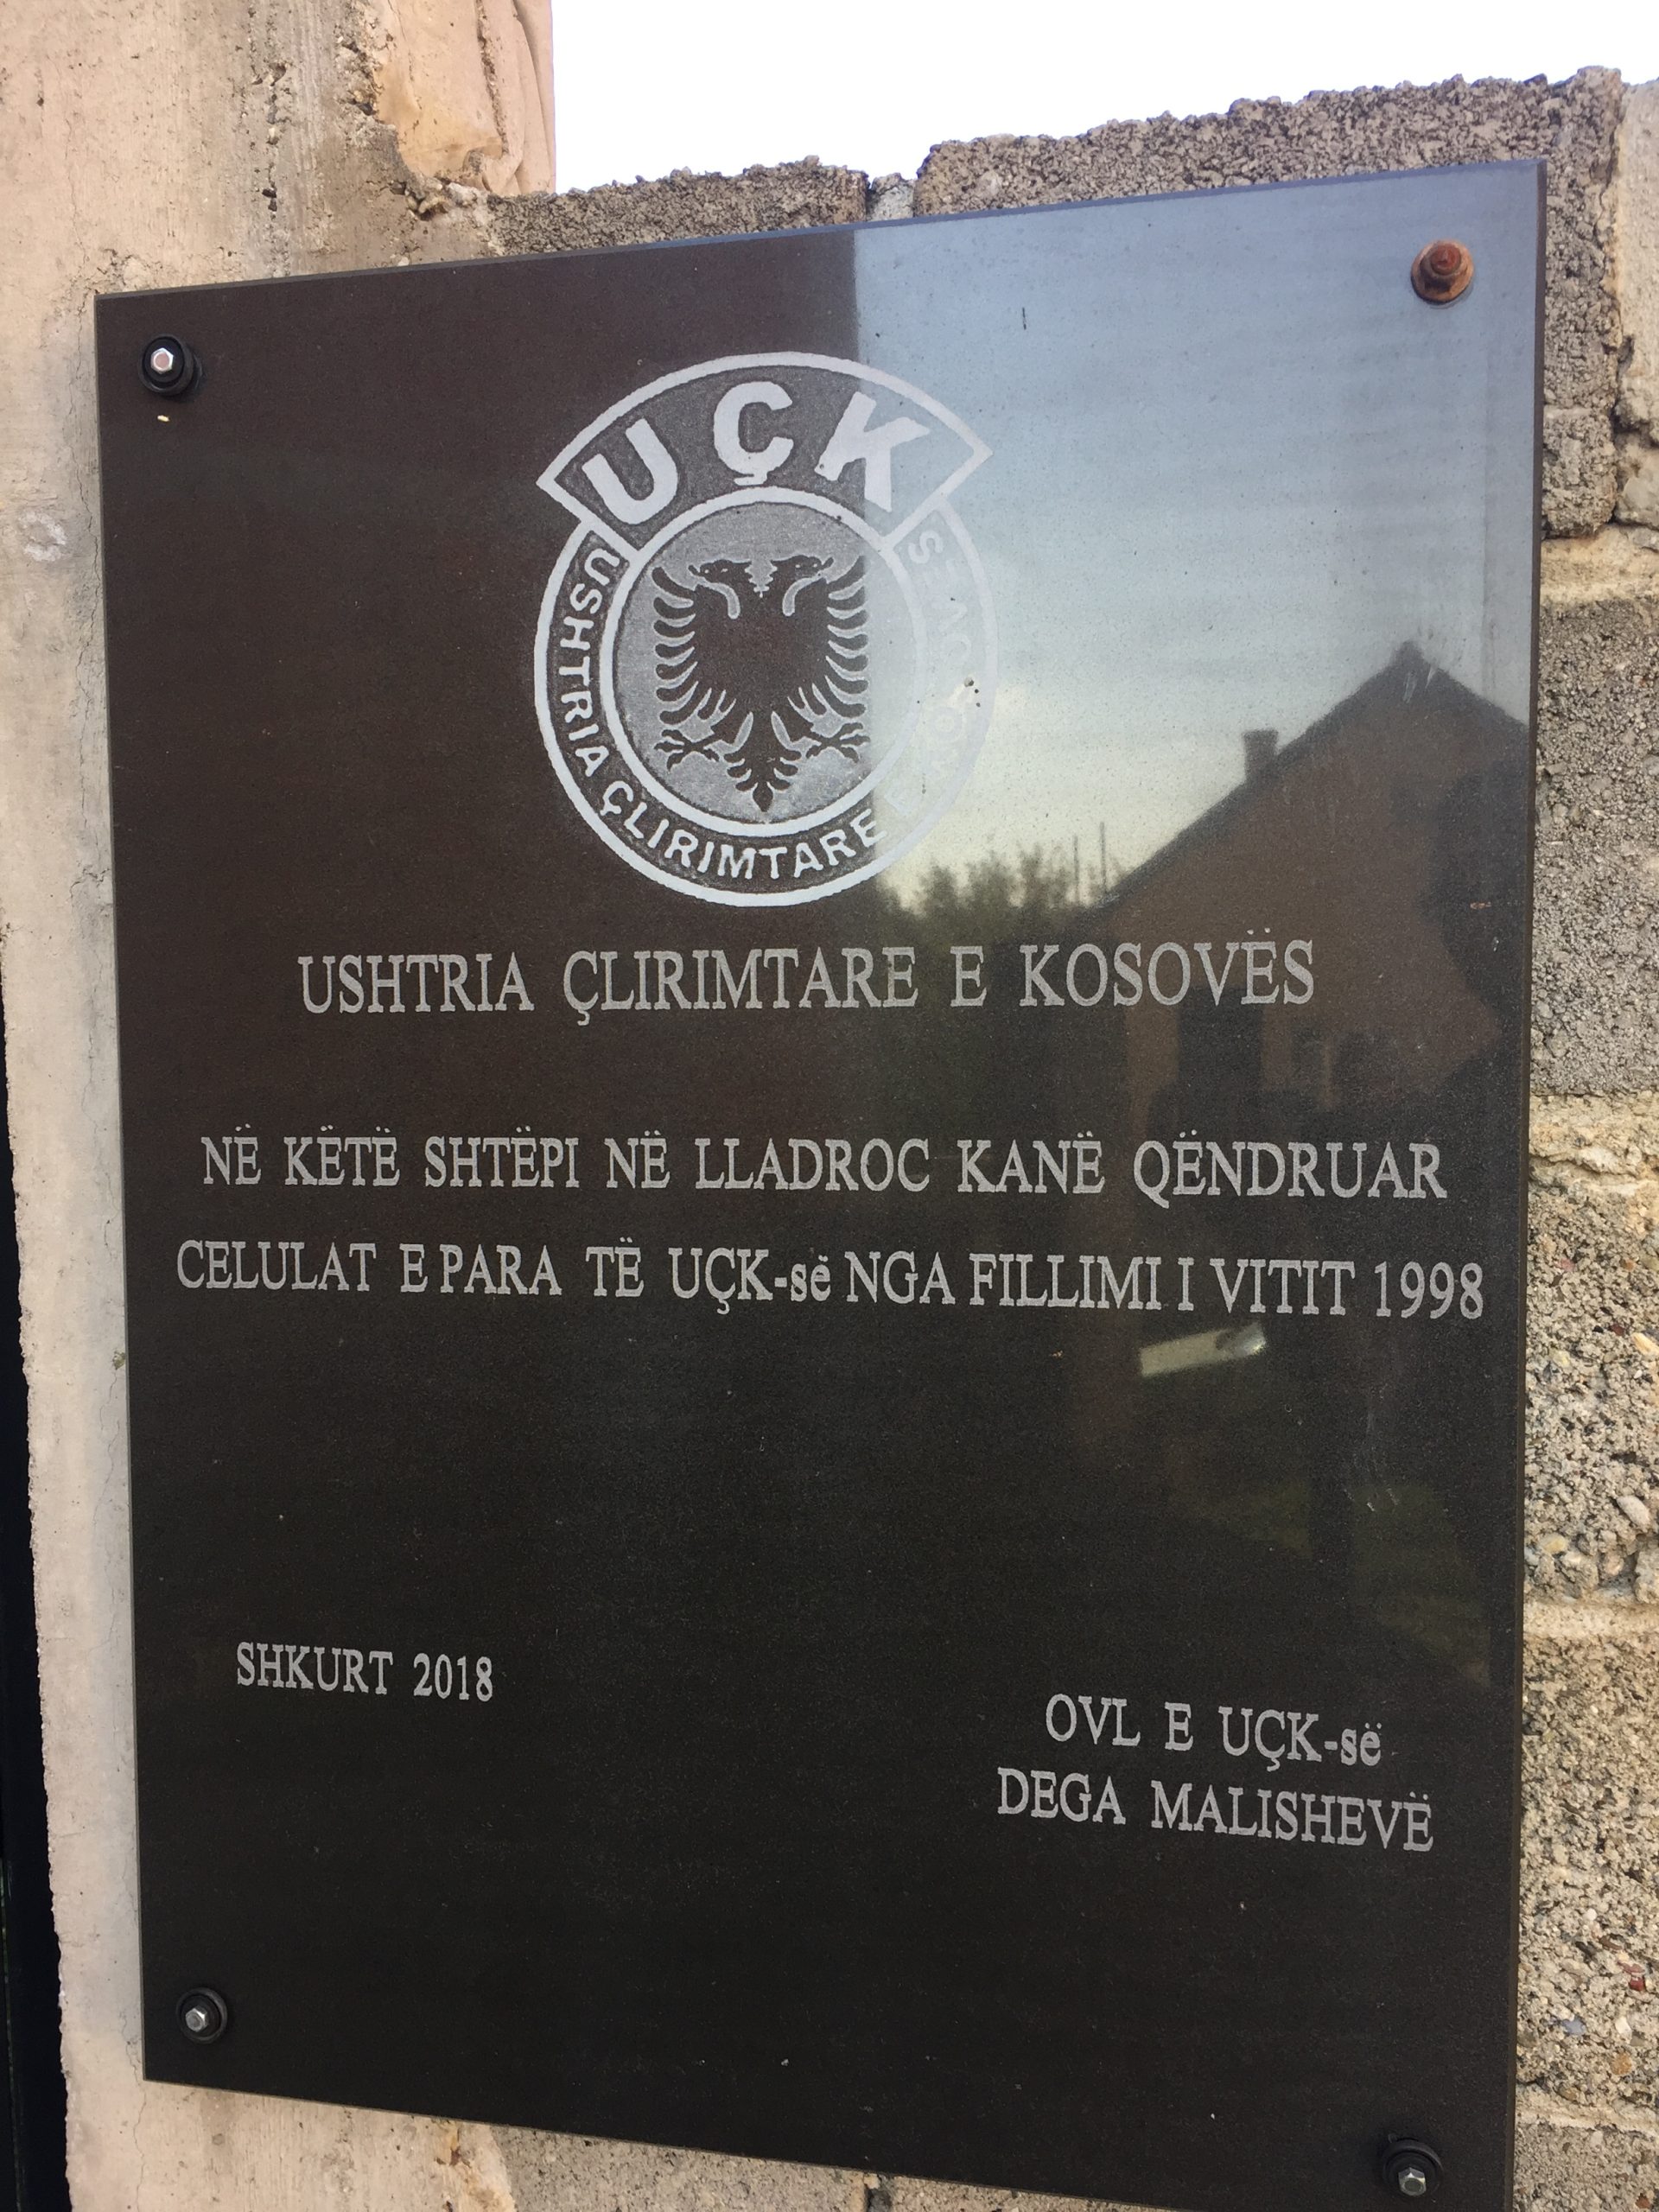 UÇK
USHTRIA ÇLIRIMTARE E KOSOVËS
USHTRIA ÇLIRIMTARE E KOSOVËS
NË KËTË SHTËPI NË LLADROC KANË QËNDRUAR
CELULAT E PARA TË UÇK-së NGA FILLIMI I VITIT 1998
SHKURT 2018
OVL E UÇK-së
DEGA MALISHEVË